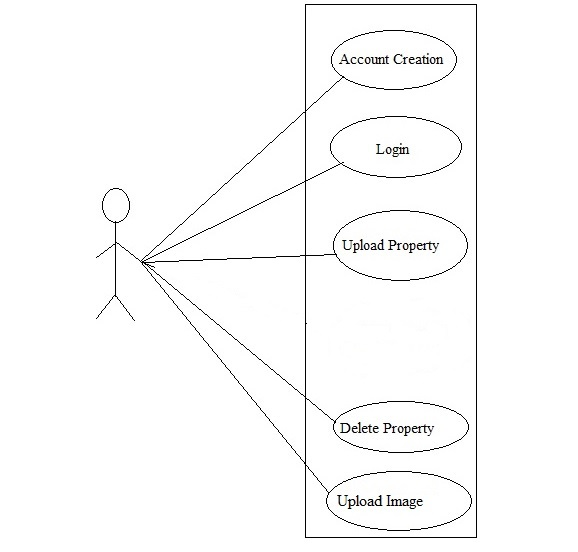 Account Creation
Login
Upload Property
Delete Property
Upload Image